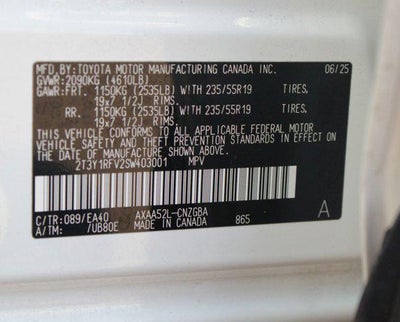 MFD.BY:TOYOTA MOTOR MANUFACTURING CANADA INC. 06/25
GVWR:2090KG (4610LB)
GAWR:FRT. 1150KG (2535LB) WITH 235/55R19 TIRES,
19x7 1/2J RIMS.
RR. 1150KG (2535LB) WITH 235/55R19 TIRES,
19x7 1/2J RIMS.
THIS VEHICLE CONFORMS TO ALL APPLICABLE FEDERAL MOTOR
VEHICLE SAFETY AND THEFT PREVENTION STANDARDS IN EFFECT
ON THE DATE OF MANUFACTURE SHOWN ABOVE.
2T3Y1RFV2SW403001 MPV
C/TR:089/EA40 AXAA52L-CNZGBA A
A/TM: /UB80E MADE IN CANADA 865